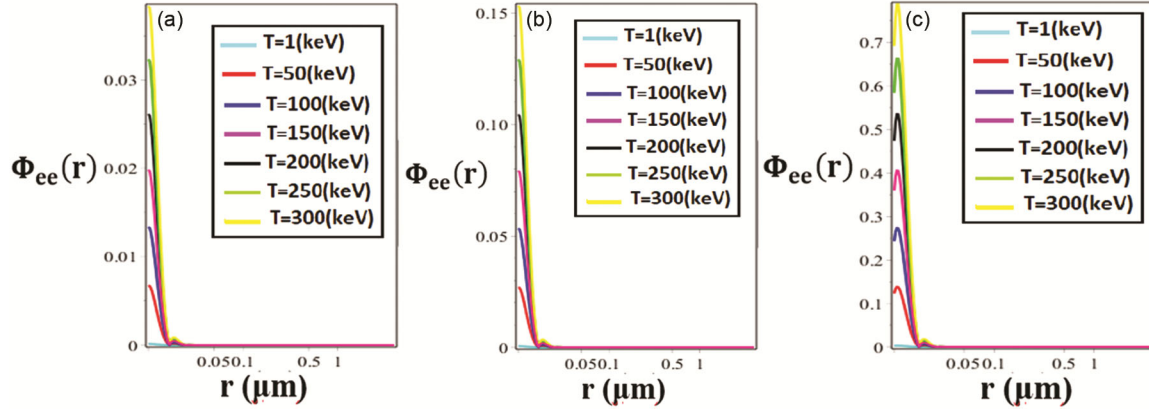 (a)
T=1(keV)
T=50(keV)
T=100(keV)
T=150(keV)
T=200(keV)
T=250(keV)
T=300(keV)
0.03
0.02
0.01
0
Φee(r)
0.050.1 0.5 1
r (μm)
(b)
T=1(keV)
T=50(keV)
T=100(keV)
T=150(keV)
T=200(keV)
T=250(keV)
T=300(keV)
0.15
0.10
0.05
0
Φee(r)
0.050.1 0.5 1
r (μm)
(c)
T=1(keV)
T=50(keV)
T=100(keV)
T=150(keV)
T=200(keV)
T=250(keV)
T=300(keV)
0.7
0.6
0.5
0.4
0.3
0.2
0.1
0
Φee(r)
0.050.1 0.5 1
r (μm)